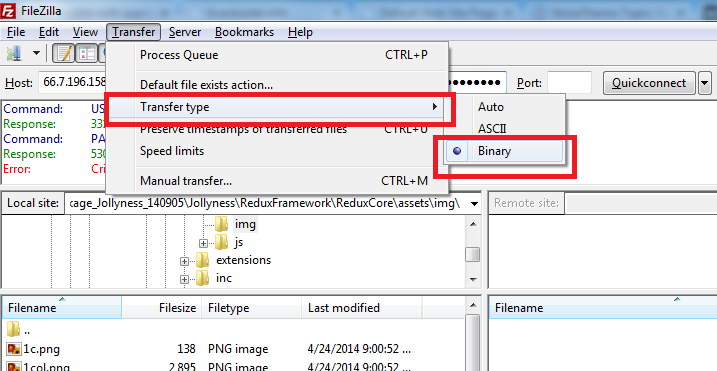 FileZilla
File Edit View Transfer Server Bookmarks Help
Process Queue CTRL+P
Host: 66.7.196.158 Port: Quickconnect
Default file exists action...
Transfer type Auto
Command: US
Response: 331
Preserve timestamps of transferred files CTRL+U ASCII
Command: PA
Response: 530
Speed limits Binary
Error: Cri
Manual transfer... CTRL+M
Local site: kage_Jollyness_140905\Jollyness\ReduxFramework\ReduxCore\assets\img\ Remote site:
img
js
extensions
inc
Filename Filesize Filetype Last modified Filename
..
1c.png 138 PNG image 4/24/2014 9:00:52 ...
1col.png 2,895 PNG image 4/24/2014 9:00:52 ...